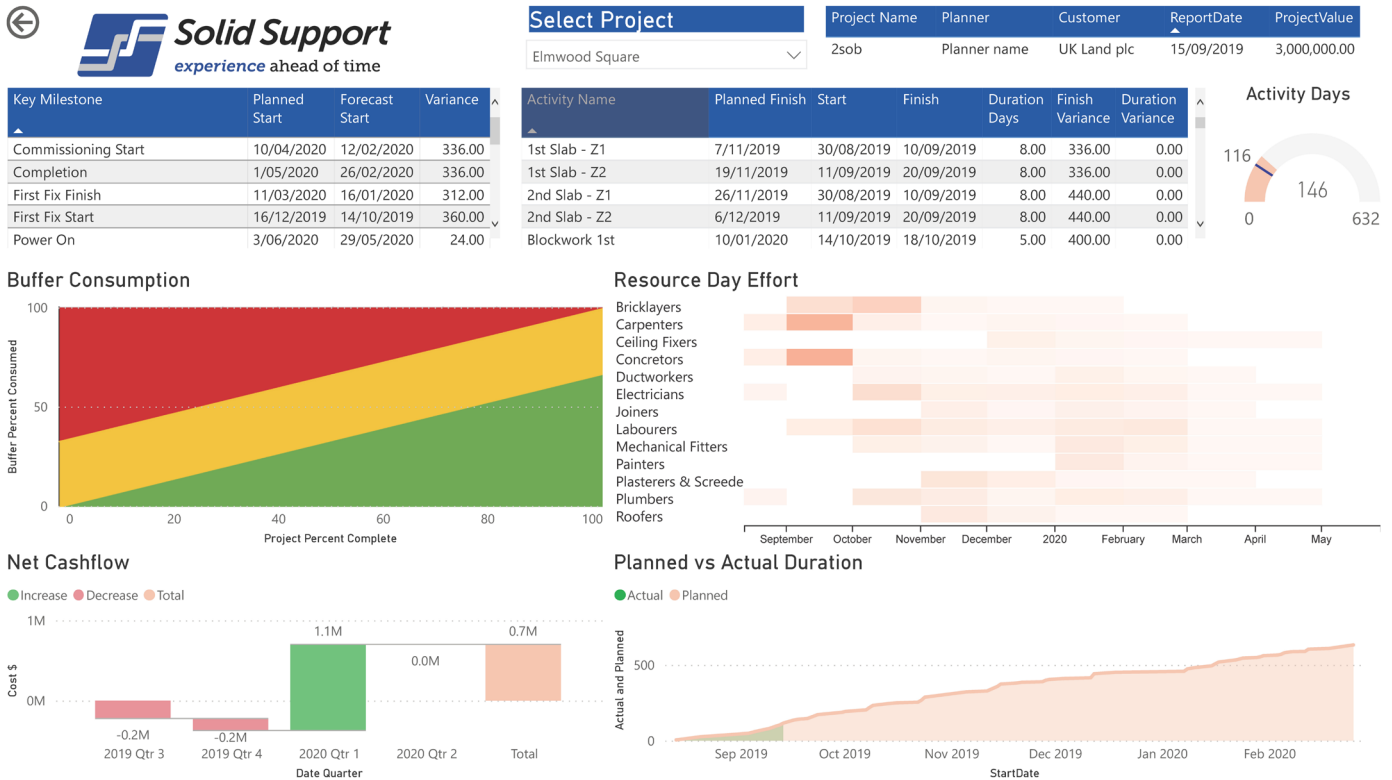 Solid Support
experience ahead of time
Select Project
Elmwood Square
Project Name Planner Customer ReportDate ProjectValue
2sob Planner name UK Land plc 15/09/2019 3,000,000.00
Key Milestone Planned Start Forecast Start Variance
Commissioning Start 10/04/2020 12/02/2020 336.00
Completion 1/05/2020 26/02/2020 336.00
First Fix Finish 11/03/2020 16/01/2020 312.00
First Fix Start 16/12/2019 14/10/2019 360.00
Power On 3/06/2020 29/05/2020 24.00
Activity Name Planned Finish Start Finish Duration Days Finish Variance Duration Variance
1st Slab - Z1 7/11/2019 30/08/2019 10/09/2019 8.00 336.00 0.00
1st Slab - Z2 19/11/2019 11/09/2019 20/09/2019 8.00 336.00 0.00
2nd Slab - Z1 26/11/2019 30/08/2019 10/09/2019 8.00 440.00 0.00
2nd Slab - Z2 6/12/2019 11/09/2019 20/09/2019 8.00 440.00 0.00
Blockwork 1st 10/01/2020 14/10/2019 18/10/2019 5.00 400.00 0.00
Activity Days
116
146
0 632
Buffer Consumption
Buffer Percent Consumed
100
50
0
0 20 40 60 80 100
Project Percent Complete
Resource Day Effort
Bricklayers
Carpenters
Ceiling Fixers
Concretors
Ductworkers
Electricians
Joiners
Labourers
Mechanical Fitters
Painters
Plasterers & Screede
Plumbers
Roofers
September October November December 2020 February March April May
Net Cashflow
Increase Decrease Total
Cost $
1M
0M
1.1M
0.7M
0.0M
-0.2M
-0.2M
2019 Qtr 3 2019 Qtr 4 2020 Qtr 1 2020 Qtr 2 Total
Date Quarter
Planned vs Actual Duration
Actual Planned
Actual and Planned
500
0
Sep 2019 Oct 2019 Nov 2019 Dec 2019 Jan 2020 Feb 2020
StartDate